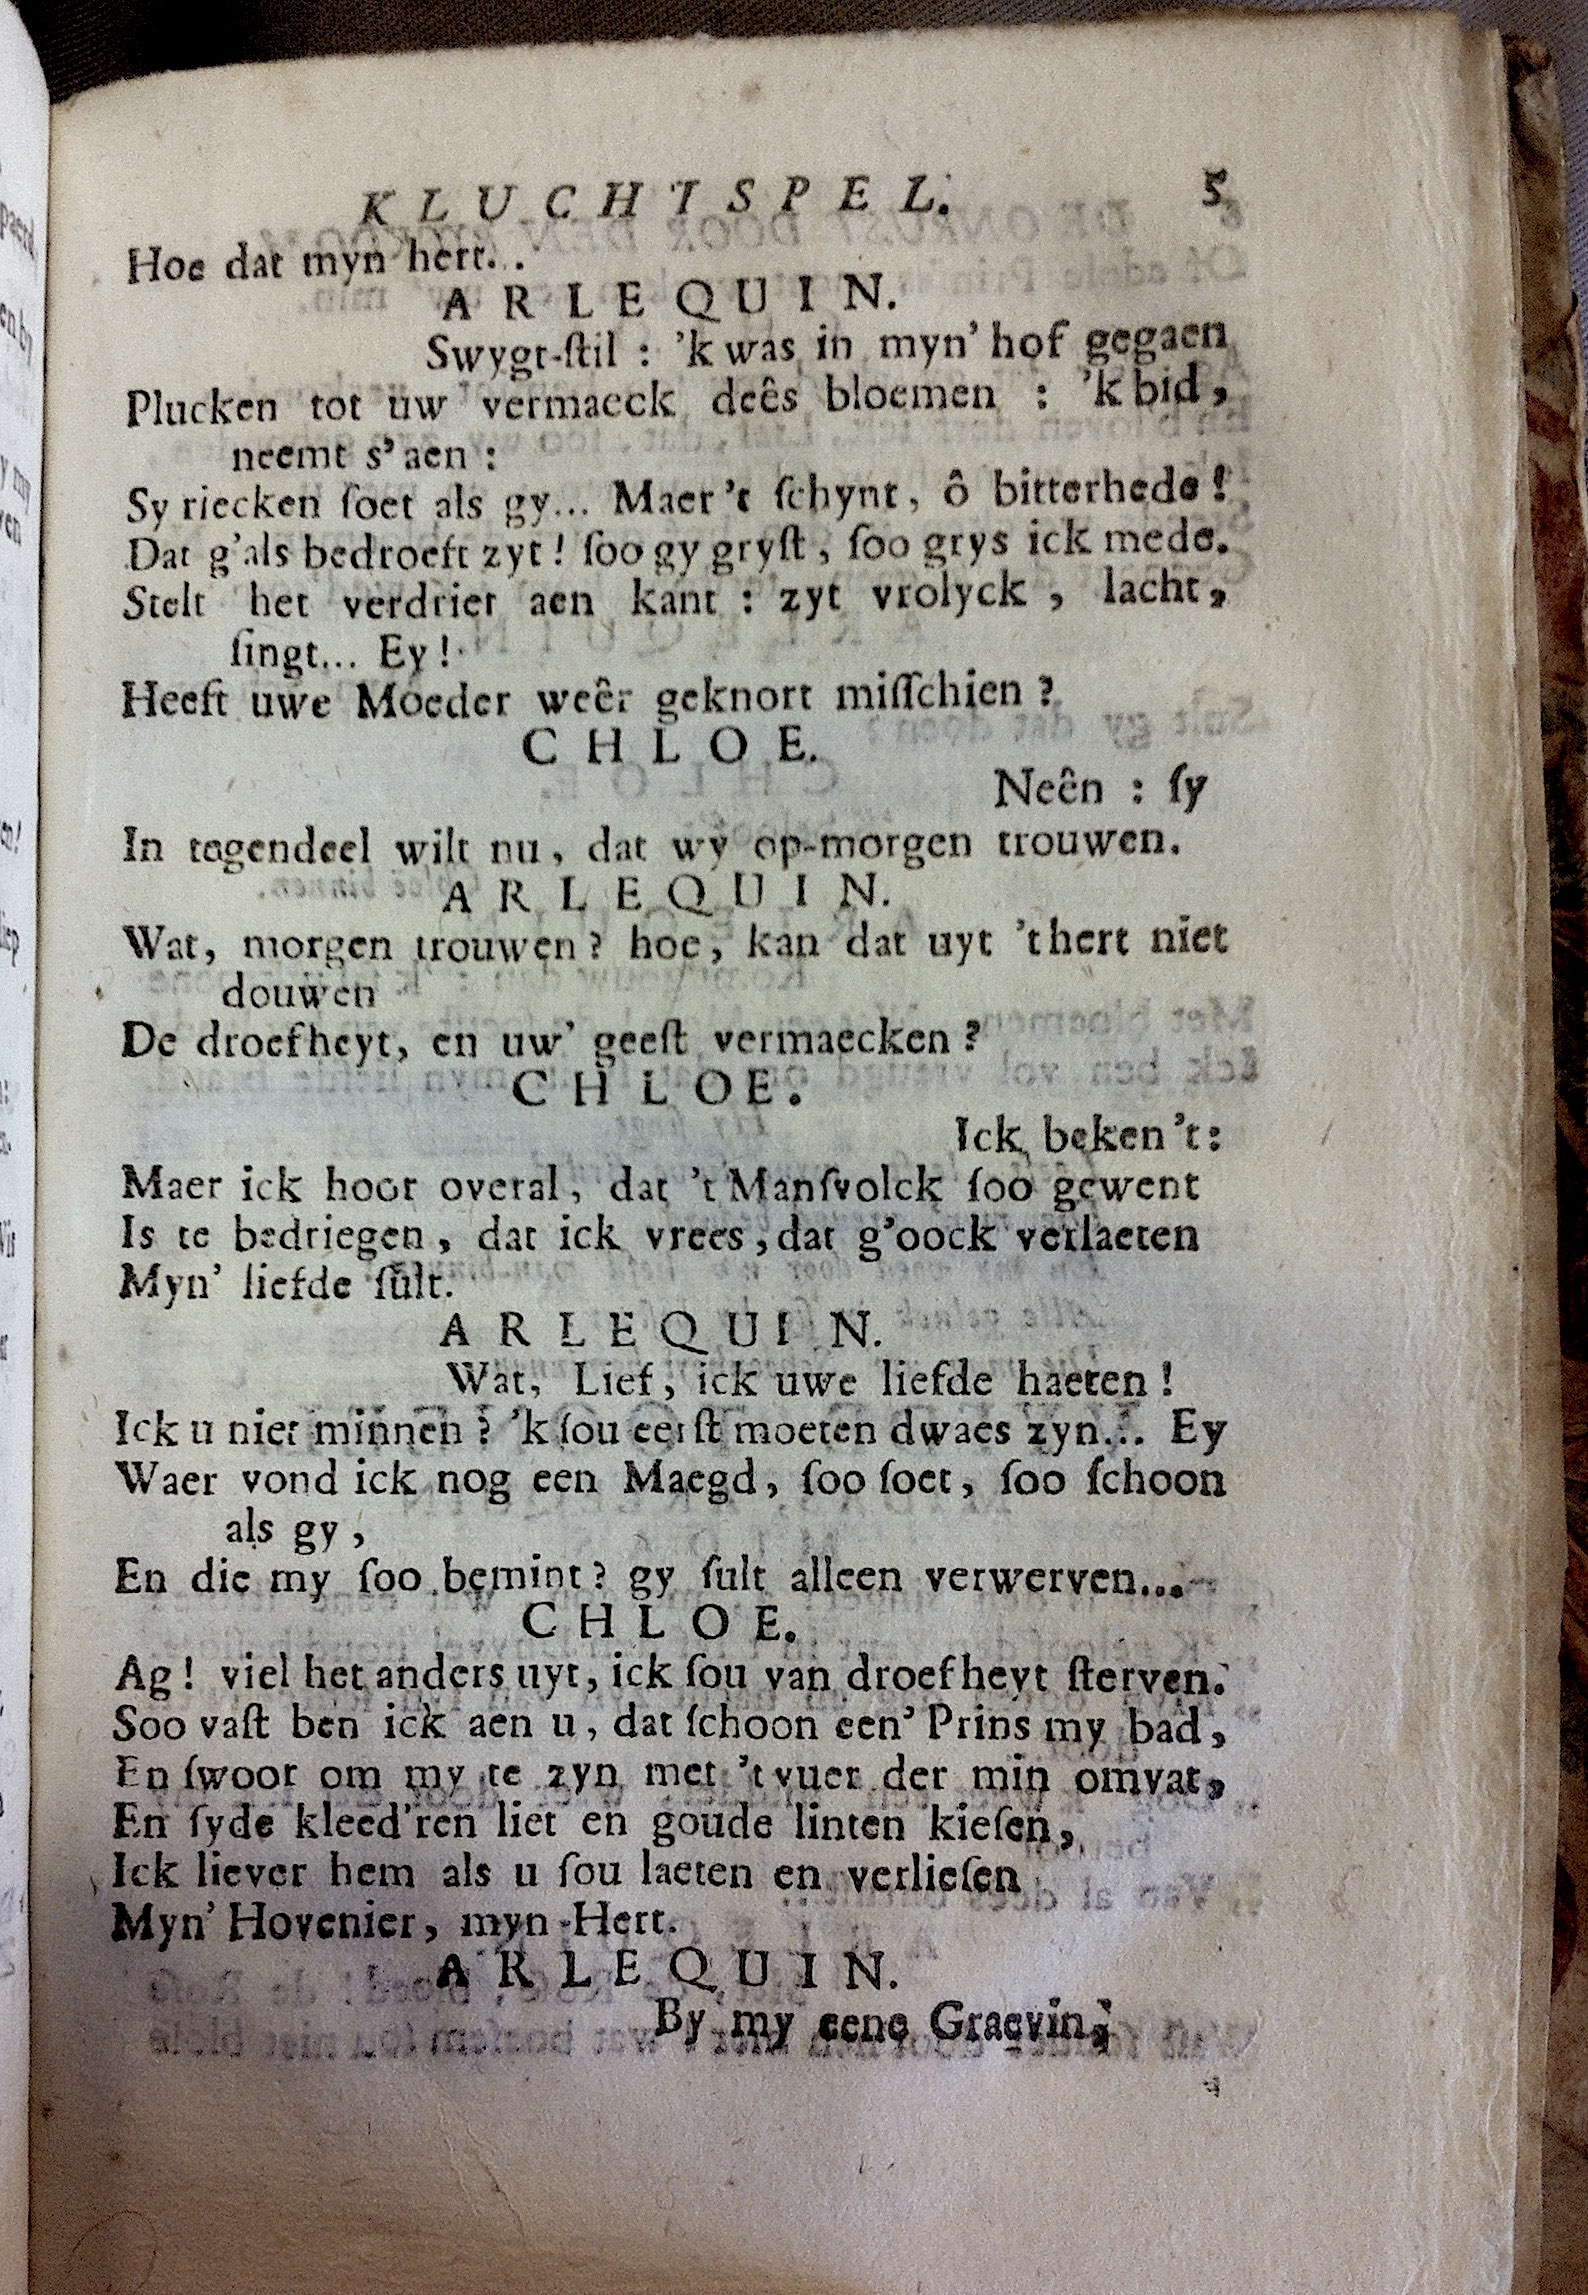 KLUCHTSPEL. 5
Hoe dat myn hert...
ARLEQUIN.
Swygt-ſtil : 'k was in myn' hof gegaen
Plucken tot uw vermaeck deês bloemen : 'k bid,
neemt s'aen :
Sy riecken ſoet als gy... Maer 't ſchynt, ô bitterhede!
Dat g'als bedroeft zyt! ſoo gy gryſt, ſoo grys ick mede.
Stelt het verdriet aen kant : zyt vrolyck, lacht,
ſingt... Ey!
Heeft uwe Moeder weêr geknort miſſchien?
CHLOE.
Neên : ſy
In tegendeel wilt nu, dat wy op-morgen trouwen.
ARLEQUIN.
Wat, morgen trouwen? hoe, kan dat uyt 't hert niet
douwen
De droefheyt, en uw' geeſt vermaecken?
CHLOE.
Ick beken 't:
Maer ick hoor overal, dat 't Manſvolck ſoo gewent
Is te bedriegen, dat ick vrees, dat g'oock verlaeten
Myn' liefde ſult.
ARLEQUIN.
Wat, Lief, ick uwe liefde haeten!
Ick u niet minnen? 'k ſou eerſt moeten dwaes zyn... Ey
Waer vond ick nog een Maegd, ſoo ſoet, ſoo ſchoon
als gy,
En die my ſoo bemint? gy ſult alleen verwerven...
CHLOE.
Ag! viel het anders uyt, ick ſou van droefheyt ſterven.
Soo vaſt ben ick aen u, dat ſchoon een' Prins my bad,
En ſwoor om my te zyn met 't vuer der min omvat,
En ſyde kleed'ren liet en goude linten kieſen,
Ick liever hem als u ſou laeten en verlieſen
Myn' Hovenier, myn Hert.
ARLEQUIN.
By my eene Graevin,